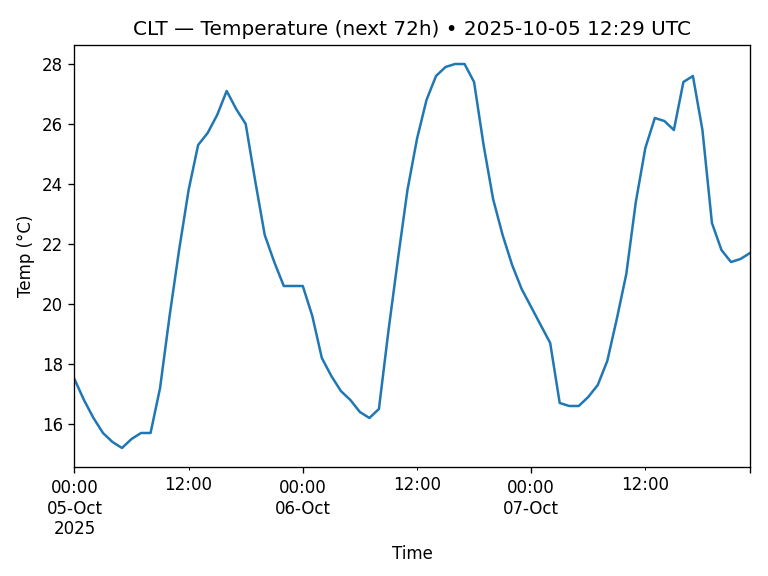 CLT — Temperature (next 72h) • 2025-10-05 12:29 UTC
28
26
24
22
20
18
16
Temp (°C)
00:00 12:00 00:00 12:00 00:00 12:00
05-Oct 06-Oct 07-Oct
2025
Time